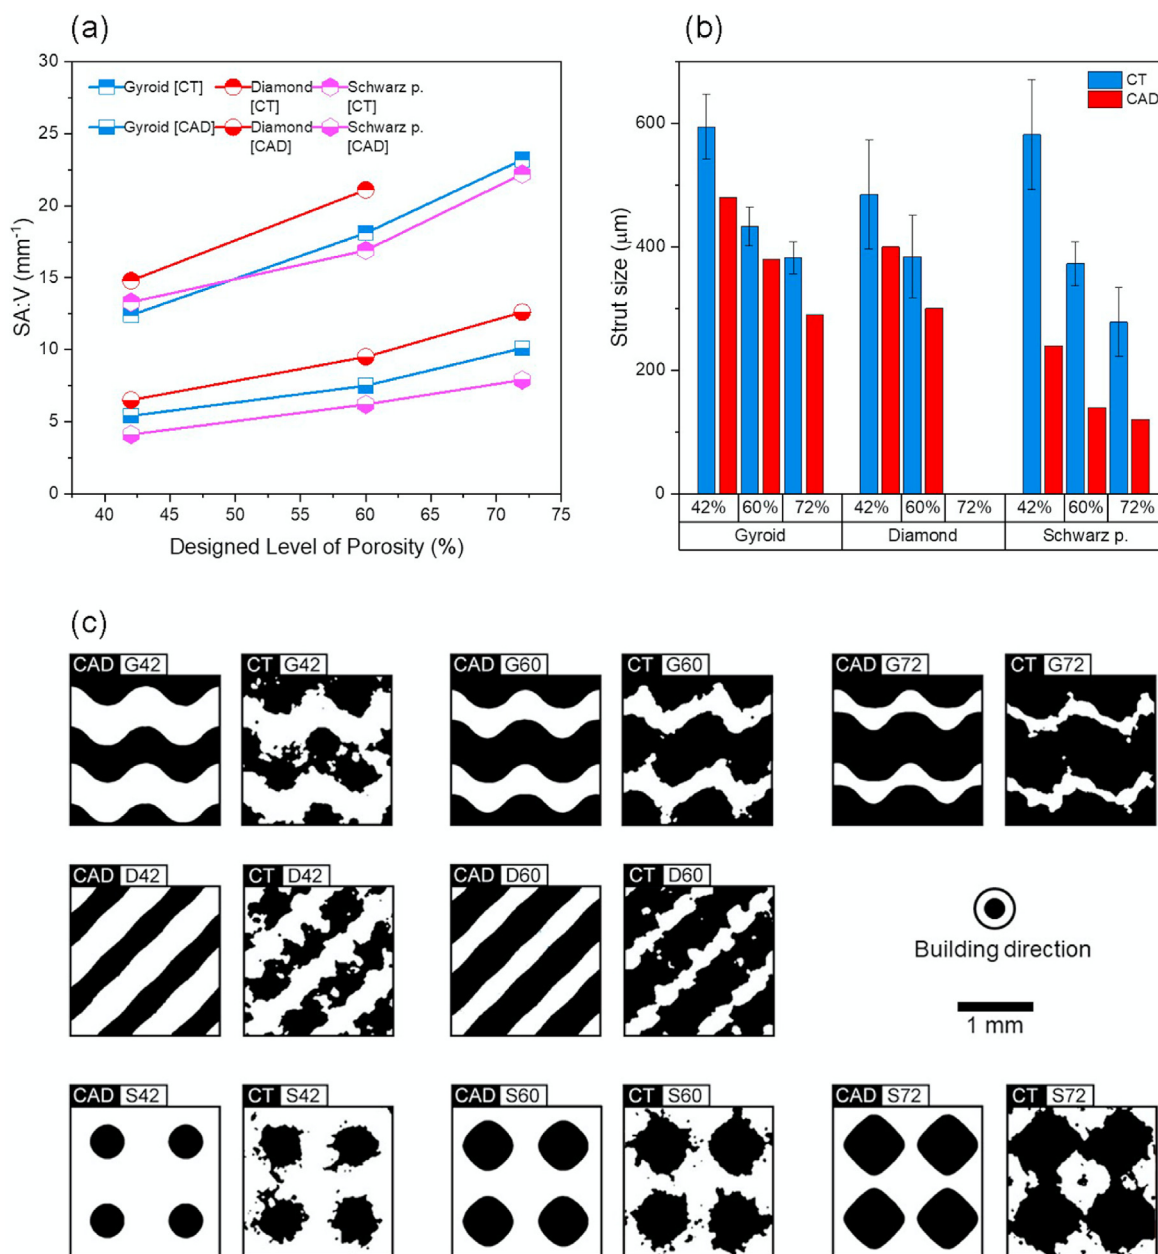 (a)
30
25
20
15
10
5
0
SA:V (mm-1)
Gyroid [CT]
Diamond
[CT]
Schwarz p.
[CT]
Gyroid [CAD]
Diamond
[CAD]
Schwarz p.
[CAD]
40 45 50 55 60 65 70 75
Designed Level of Porosity (%)
(b)
CT
CAD
600
400
200
0
Strut size (μm)
42% 60% 72% 42% 60% 72% 42% 60% 72%
Gyroid Diamond Schwarz p.
(c)
CAD G42 CT G42 CAD G60 CT G60 CAD G72 CT G72
CAD D42 CT D42 CAD D60 CT D60
Building direction
1 mm
CAD S42 CT S42 CAD S60 CT S60 CAD S72 CT S72